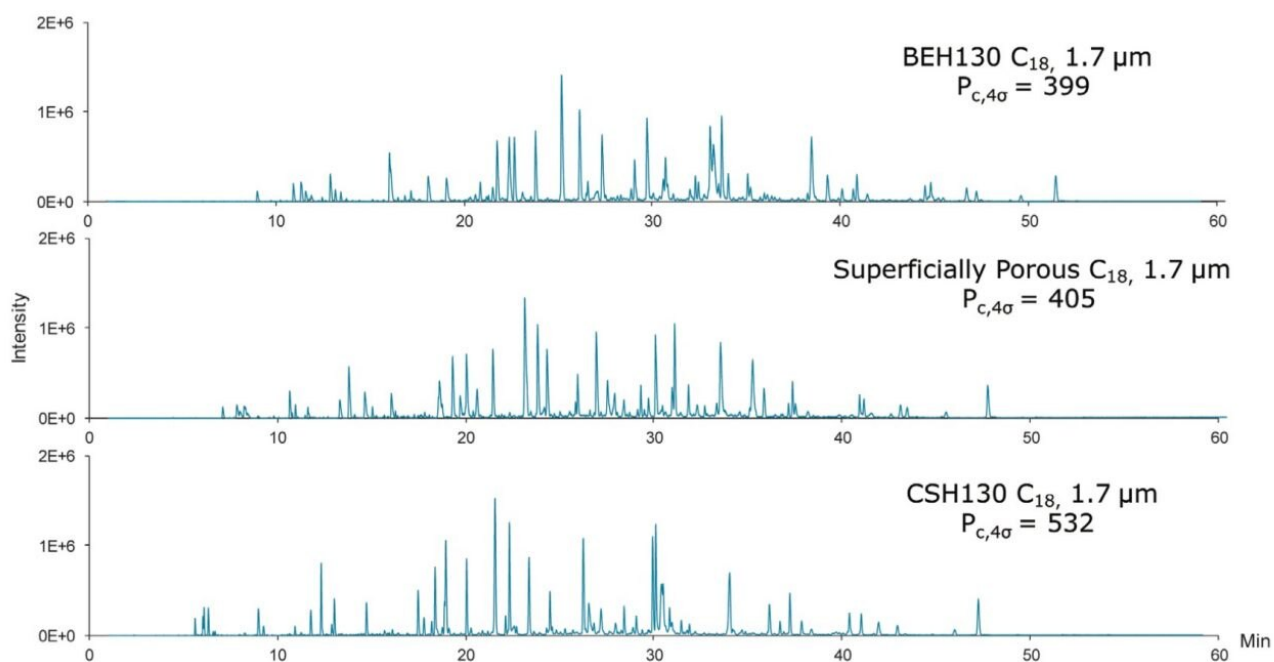 2E+6
BEH130 C₁₈, 1.7 µm
P꜀,₄σ = 399
1E+6
0E+0
0 10 20 30 40 50 60
2E+6
Superficially Porous C₁₈, 1.7 µm
P꜀,₄σ = 405
Intensity
1E+6
0E+0
0 10 20 30 40 50 60
2E+6
CSH130 C₁₈, 1.7 µm
P꜀,₄σ = 532
1E+6
0E+0
0 10 20 30 40 50 60 Min